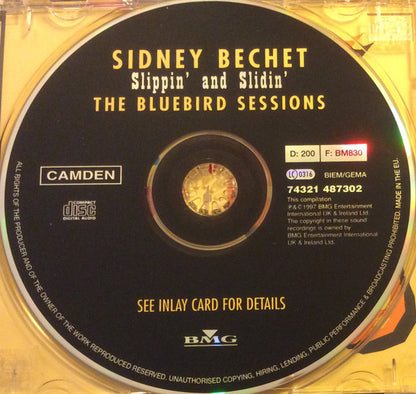 SIDNEY BECHET
Slippin' and Slidin'
THE BLUEBIRD SESSIONS
D: 200 F: BM830
CAMDEN
LC 0316 BIEM/GEMA
74321 487302
COMPACT
disc
DIGITAL AUDIO
This compilation
P & C 1997 BMG Entertainment
International UK & Ireland Ltd.
The copyright in these sound
recordings is owned by
BMG Entertainment International
UK & Ireland Ltd.
SEE INLAY CARD FOR DETAILS
BMG
ALL RIGHTS OF THE PRODUCER AND OF THE OWNER OF THE WORK REPRODUCED RESERVED. UNAUTHORISED COPYING, HIRING, LENDING, PUBLIC PERFORMANCE & BROADCASTING PROHIBITED. MADE IN THE EU.